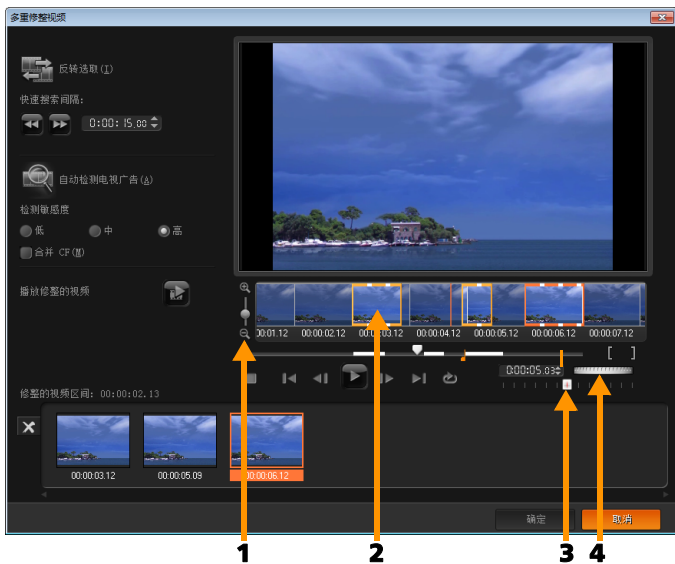 多重修整视频
反转选取(I)
快速搜索间隔:
0:00:15.00
自动检测电视广告(A)
检测敏感度
低 中 高
合并 CF(M)
播放修整的视频
00:00:02.12 00:00:03.12 00:00:04.12 00:00:05.12 00:00:06.12 00:00:07.12
[ ]
0:00:05.03
修整的视频区间: 00:00:02.13
00:00:03.12 00:00:05.09 00:00:06.12
确定 取消
1 2 3 4